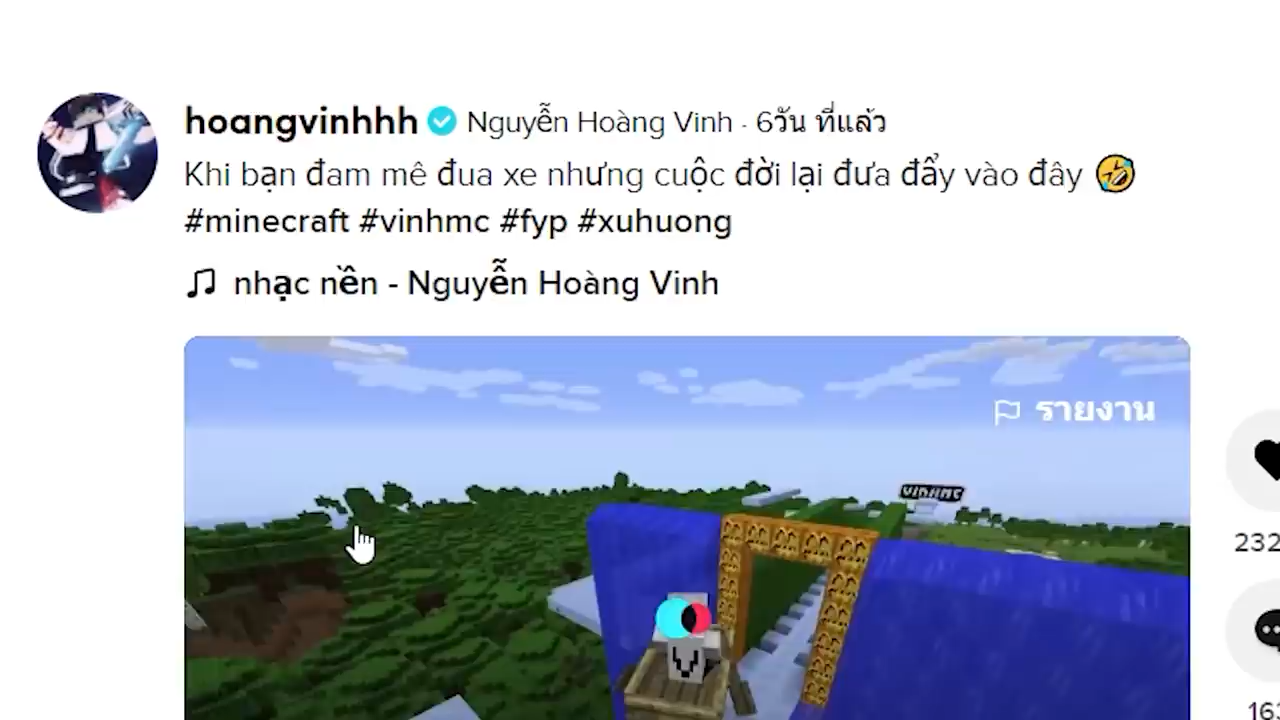 hoangvinhhh Nguyễn Hoàng Vinh · 6วัน ที่แล้ว
Khi bạn đam mê đua xe nhưng cuộc đời lại đưa đẩy vào đây 🤣
#minecraft #vinhmc #fyp #xuhuong
nhạc nền - Nguyễn Hoàng Vinh
รายงาน
VINHMC
232
163